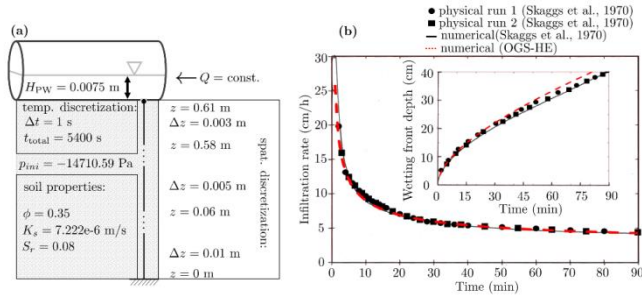 (a)
H_PW = 0.0075 m
Q = const.
temp. discretization:
Δt = 1 s
t_total = 5400 s
p_ini = −14710.59 Pa
soil properties:
ϕ = 0.35
K_s = 7.222e-6 m/s
S_r = 0.08
z = 0.61 m
Δz = 0.003 m
z = 0.58 m
Δz = 0.005 m
z = 0.06 m
Δz = 0.01 m
z = 0 m
spat. discretization:
(b)
physical run 1 (Skaggs et al., 1970)
physical run 2 (Skaggs et al., 1970)
numerical(Skaggs et al., 1970)
numerical (OGS-HE)
Infiltration rate (cm/h)
30
25
20
15
10
5
0
0 10 20 30 40 50 60 70 80 90
Time (min)
Wetting front depth (cm)
40
30
20
10
0
0 15 30 45 60 75 90
Time (min)